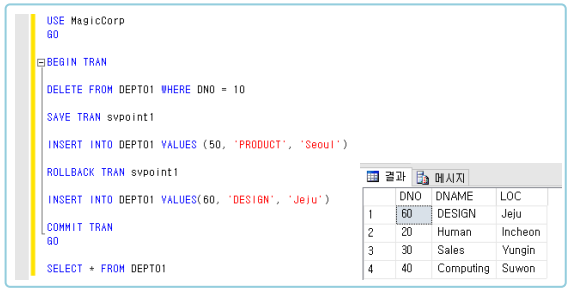 USE MagicCorp
GO
BEGIN TRAN
DELETE FROM DEPT01 WHERE DNO = 10
SAVE TRAN svpoint1
INSERT INTO DEPT01 VALUES (50, 'PRODUCT', 'Seoul')
ROLLBACK TRAN svpoint1
INSERT INTO DEPT01 VALUES(60, 'DESIGN', 'Jeju')
COMMIT TRAN
GO
SELECT * FROM DEPT01
결과 메시지
DNO DNAME LOC
1 60 DESIGN Jeju
2 20 Human Incheon
3 30 Sales Yungin
4 40 Computing Suwon